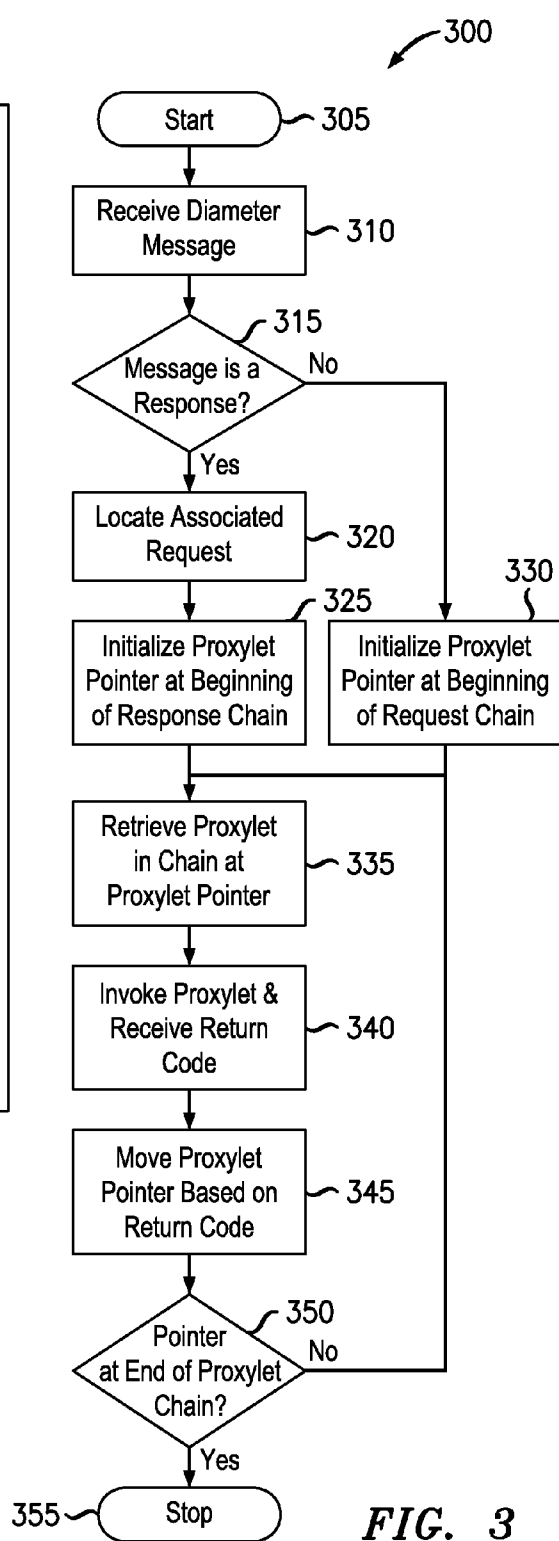 300
Start
305
Receive Diameter
Message
310
315
Message is a
Response?
No
Yes
Locate Associated
Request
320
325
330
Initialize Proxylet
Pointer at Beginning
of Response Chain
Initialize Proxylet
Pointer at Beginning
of Request Chain
Retrieve Proxylet
in Chain at
Proxylet Pointer
335
Invoke Proxylet &
Receive Return
Code
340
Move Proxylet
Pointer Based on
Return Code
345
350
Pointer
at End of Proxylet
Chain?
No
Yes
355
Stop
FIG. 3